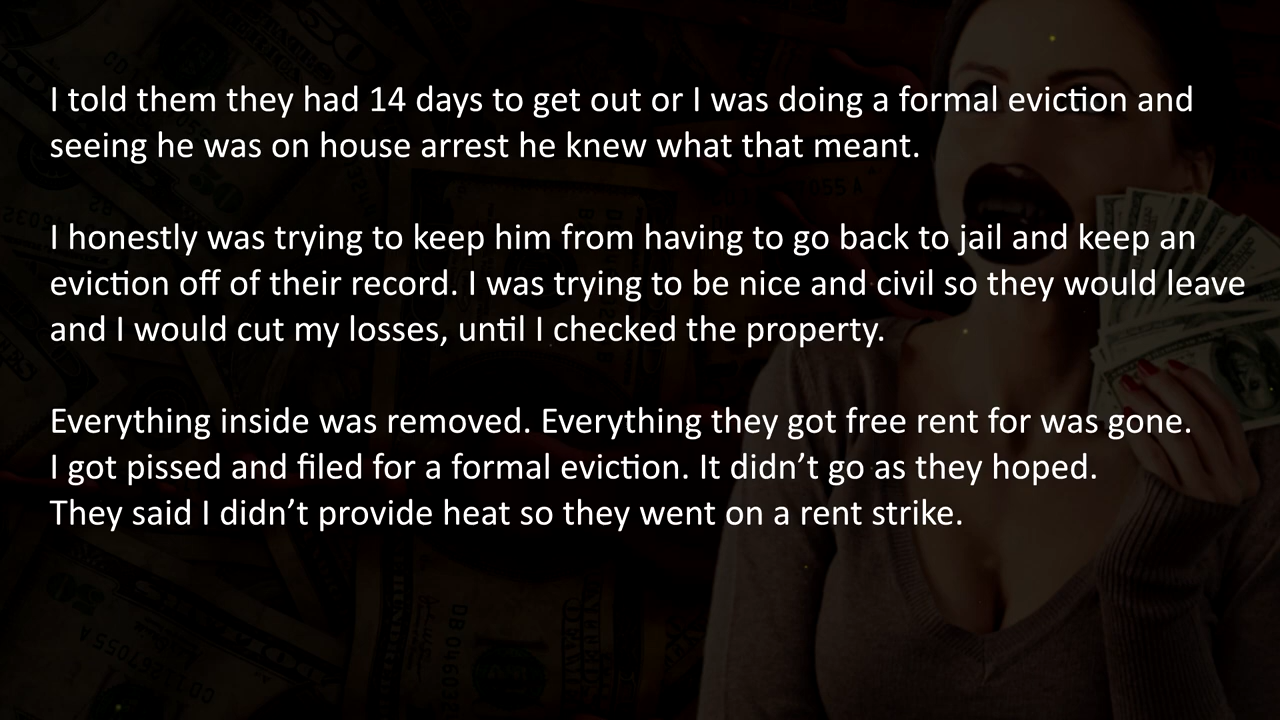 I told them they had 14 days to get out or I was doing a formal eviction and
seeing he was on house arrest he knew what that meant.
I honestly was trying to keep him from having to go back to jail and keep an
eviction off of their record. I was trying to be nice and civil so they would leave
and I would cut my losses, until I checked the property.
Everything inside was removed. Everything they got free rent for was gone.
I got pissed and filed for a formal eviction. It didn’t go as they hoped.
They said I didn’t provide heat so they went on a rent strike.